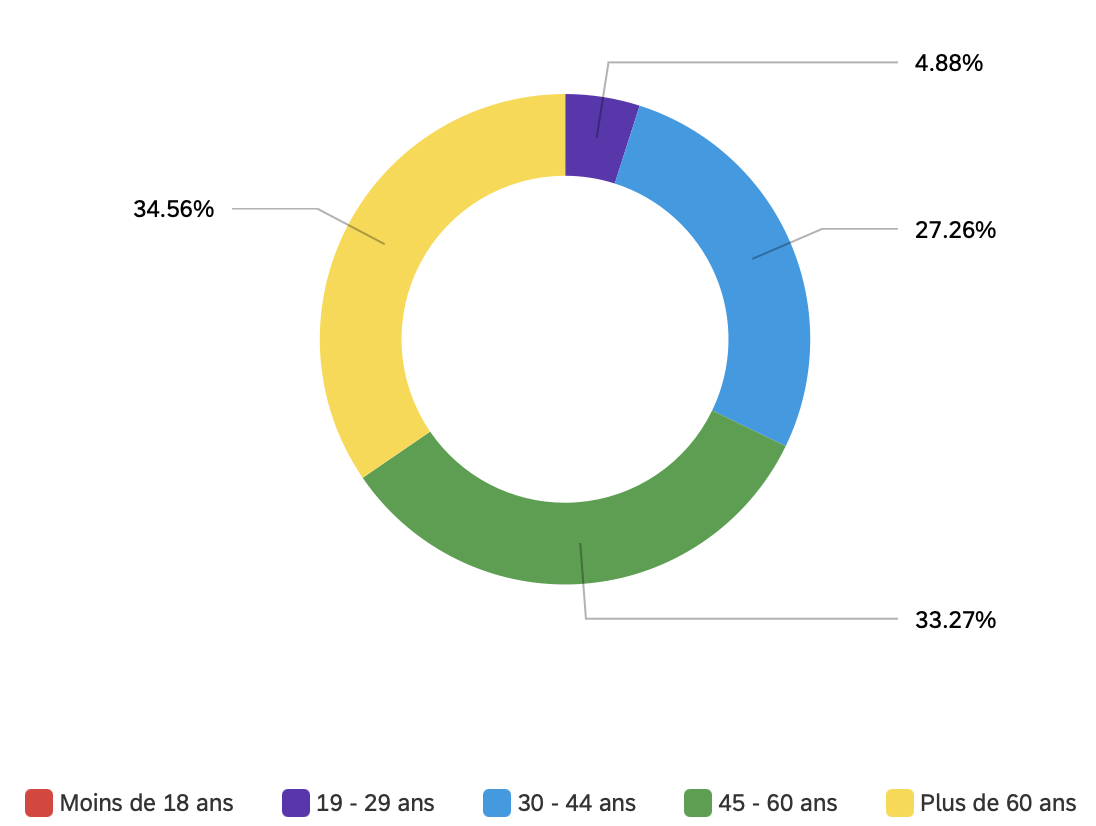 4.88%
34.56%
27.26%
33.27%
Moins de 18 ans
19 - 29 ans
30 - 44 ans
45 - 60 ans
Plus de 60 ans